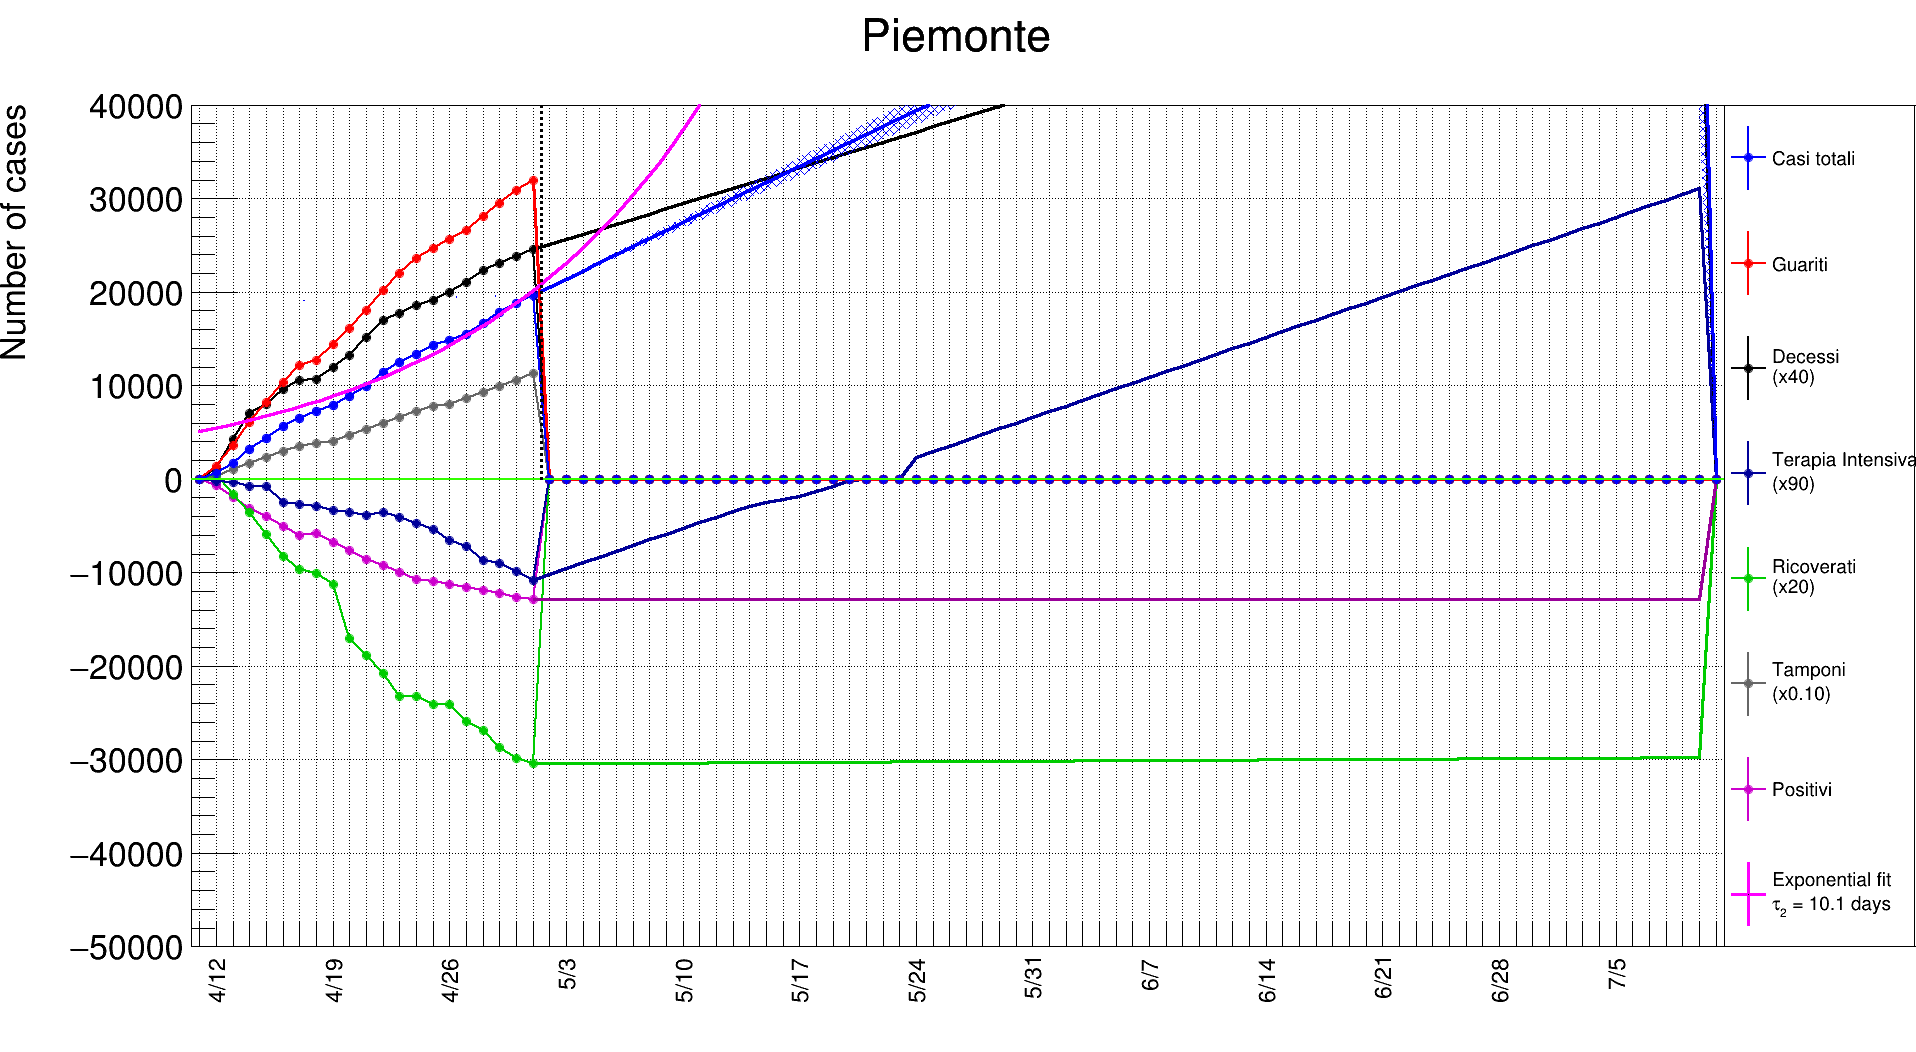 Piemonte
Number of cases
40000
30000
20000
10000
0
−10000
−20000
−30000
−40000
−50000
4/12
4/19
4/26
5/3
5/10
5/17
5/24
5/31
6/7
6/14
6/21
6/28
7/5
Casi totali
Guariti
Decessi
(x40)
Terapia Intensiva
(x90)
Ricoverati
(x20)
Tamponi
(x0.10)
Positivi
Exponential fit
τ2 = 10.1 days